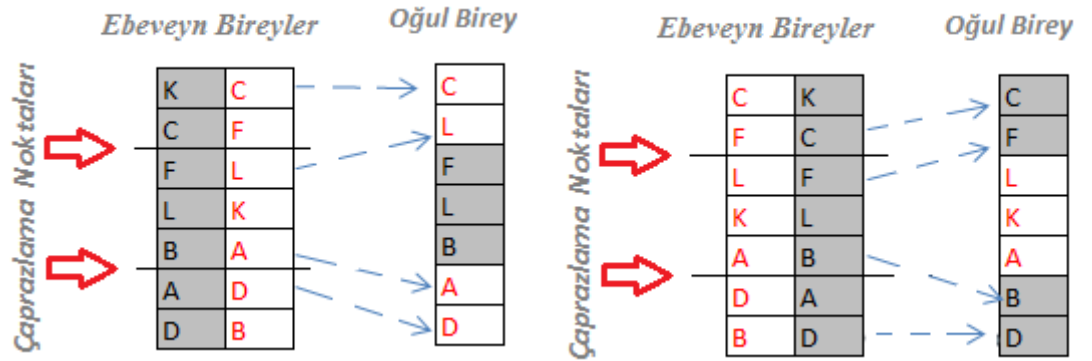 Ebeveyn Bireyler
Oğul Birey
Çaprazlama Noktaları
K C
C F
F L
L K
B A
A D
D B
C
L
F
L
B
A
D
Ebeveyn Bireyler
Oğul Birey
Çaprazlama Noktaları
C K
F C
L F
K L
A B
D A
B D
C
F
L
K
A
B
D